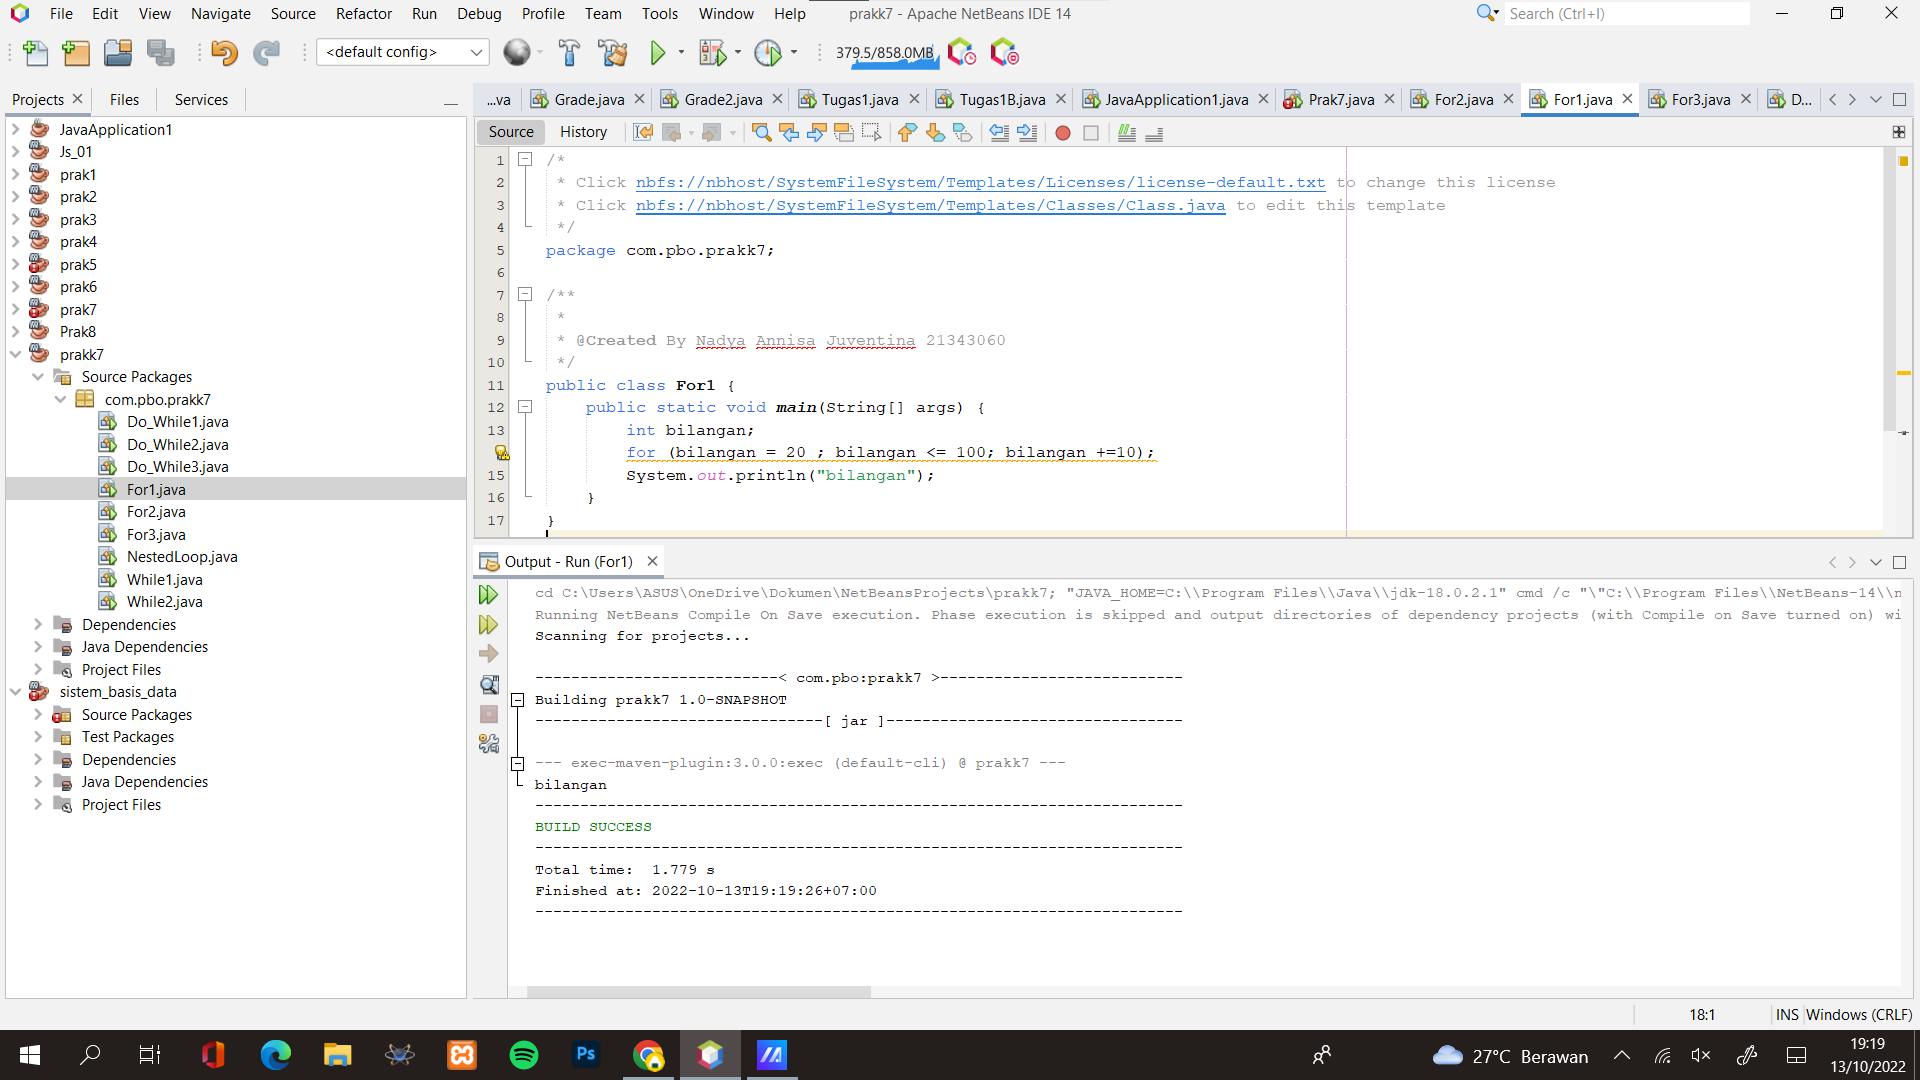 File Edit View Navigate Source Refactor Run Debug Profile Team Tools Window Help
prakk7 - Apache NetBeans IDE 14
Search (Ctrl+I)
<default config>
379.5/858.0MB
Projects
Files
Services
...va
Grade.java
Grade2.java
Tugas1.java
Tugas1B.java
JavaApplication1.java
Prak7.java
For2.java
For1.java
For3.java
D...
JavaApplication1
Js_01
prak1
prak2
prak3
prak4
prak5
prak6
prak7
Prak8
prakk7
Source Packages
com.pbo.prakk7
Do_While1.java
Do_While2.java
Do_While3.java
For1.java
For2.java
For3.java
NestedLoop.java
While1.java
While2.java
Dependencies
Java Dependencies
Project Files
sistem_basis_data
Source Packages
Test Packages
Dependencies
Java Dependencies
Project Files
Source History
1 /*
2 * Click nbfs://nbhost/SystemFileSystem/Templates/Licenses/license-default.txt to change this license
3 * Click nbfs://nbhost/SystemFileSystem/Templates/Classes/Class.java to edit this template
4 */
5 package com.pbo.prakk7;
6
7 /**
8 *
9 * @Created By Nadya Annisa Juventina 21343060
10 */
11 public class For1 {
12 public static void main(String[] args) {
13 int bilangan;
for (bilangan = 20 ; bilangan <= 100; bilangan +=10);
15 System.out.println("bilangan");
16 }
17 }
Output - Run (For1)
cd C:\Users\ASUS\OneDrive\Dokumen\NetBeansProjects\prakk7; "JAVA_HOME=C:\\Program Files\\Java\\jdk-18.0.2.1" cmd /c "\"C:\\Program Files\\NetBeans-14\\n
Running NetBeans Compile On Save execution. Phase execution is skipped and output directories of dependency projects (with Compile on Save turned on) wi
Scanning for projects...
---------------------------< com.pbo:prakk7 >---------------------------
Building prakk7 1.0-SNAPSHOT
--------------------------------[ jar ]---------------------------------
--- exec-maven-plugin:3.0.0:exec (default-cli) @ prakk7 ---
bilangan
------------------------------------------------------------------------
BUILD SUCCESS
------------------------------------------------------------------------
Total time: 1.779 s
Finished at: 2022-10-13T19:19:26+07:00
------------------------------------------------------------------------
18:1
INS
Windows (CRLF)
Ps
27°C Berawan
19:19
13/10/2022